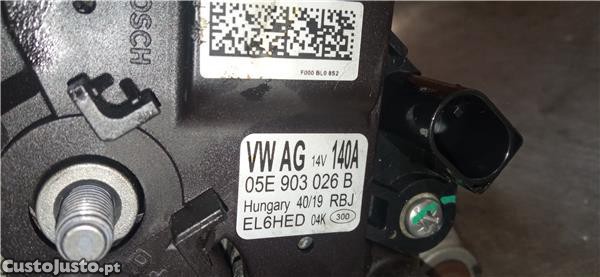 BOSCH
F000 BL0 852
VW AG 14V 140A
05E 903 026 B
Hungary 40/19 RBJ
EL6HED 04K 300
CustoJusto.pt